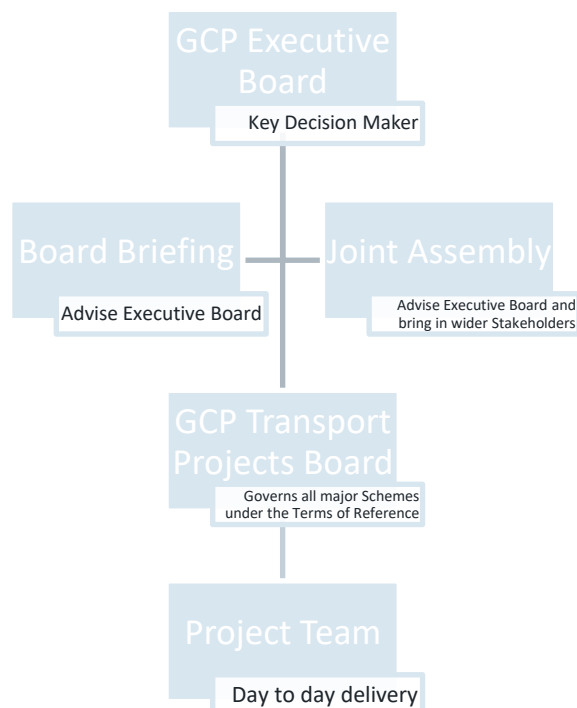 GCP Executive
Board
Key Decision Maker
Board Briefing
Advise Executive Board
Joint Assembly
Advise Executive Board and
bring in wider Stakeholders
GCP Transport
Projects Board
Governs all major Schemes
under the Terms of Reference
Project Team
Day to day delivery